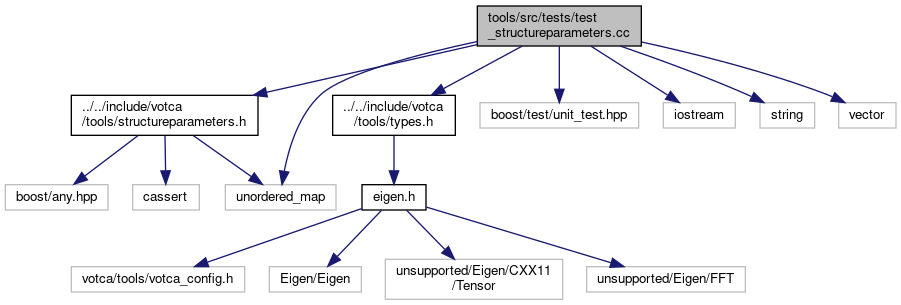 tools/src/tests/test
_structureparameters.cc
../../include/votca
/tools/structureparameters.h
../../include/votca
/tools/types.h
boost/test/unit_test.hpp
iostream
string
vector
boost/any.hpp
cassert
unordered_map
eigen.h
votca/tools/votca_config.h
Eigen/Eigen
unsupported/Eigen/CXX11
/Tensor
unsupported/Eigen/FFT